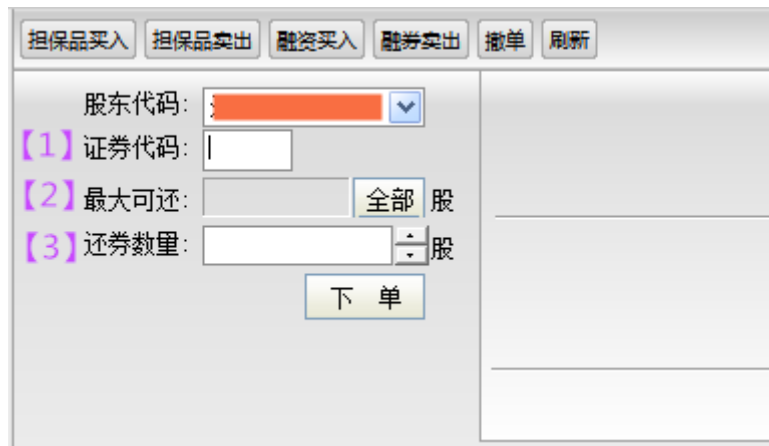 担保品买入 担保品卖出 融资买入 融券卖出 撤单 刷新
股东代码:
【1】证券代码:
【2】最大可还: 全部 股
【3】还券数量: 股
下 单